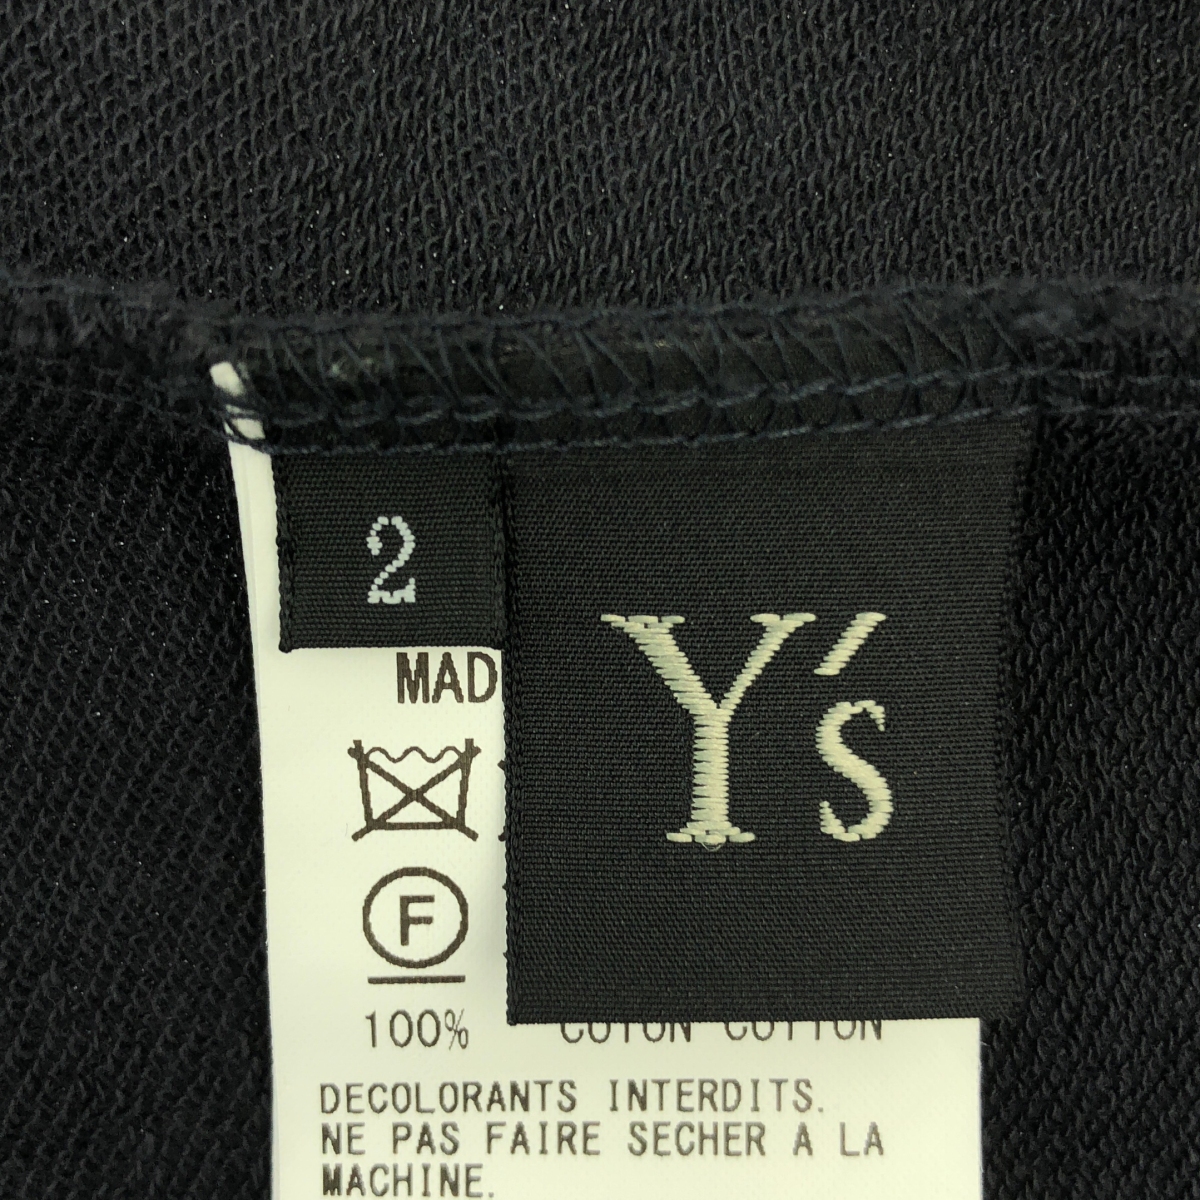 2
Y's
MAD
F
100% COTON COTTON
DECOLORANTS INTERDITS.
NE PAS FAIRE SECHER A LA
MACHINE.